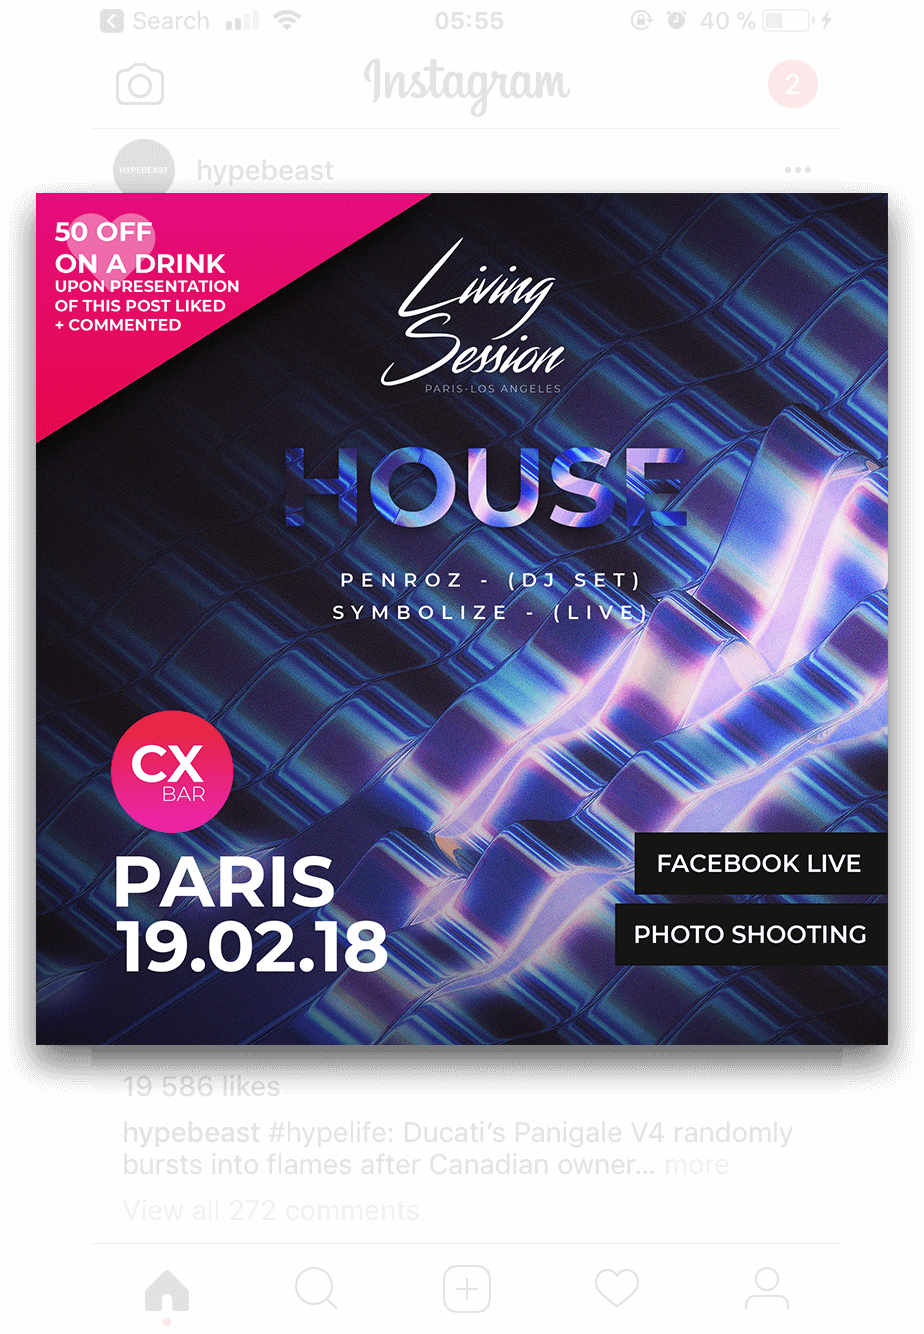 Search
05:55
40 %
Instagram
2
HYPEBEAST
hypebeast
50 OFF
ON A DRINK
UPON PRESENTATION
OF THIS POST LIKED
+ COMMENTED
Living
Session
PARIS-LOS ANGELES
HOUSE
PENROZ - (DJ SET)
SYMBOLIZE - (LIVE)
CX
BAR
PARIS
19.02.18
FACEBOOK LIVE
PHOTO SHOOTING
19 586 likes
hypebeast #hypelife: Ducati’s Panigale V4 randomly
bursts into flames after Canadian owner... more
View all 272 comments